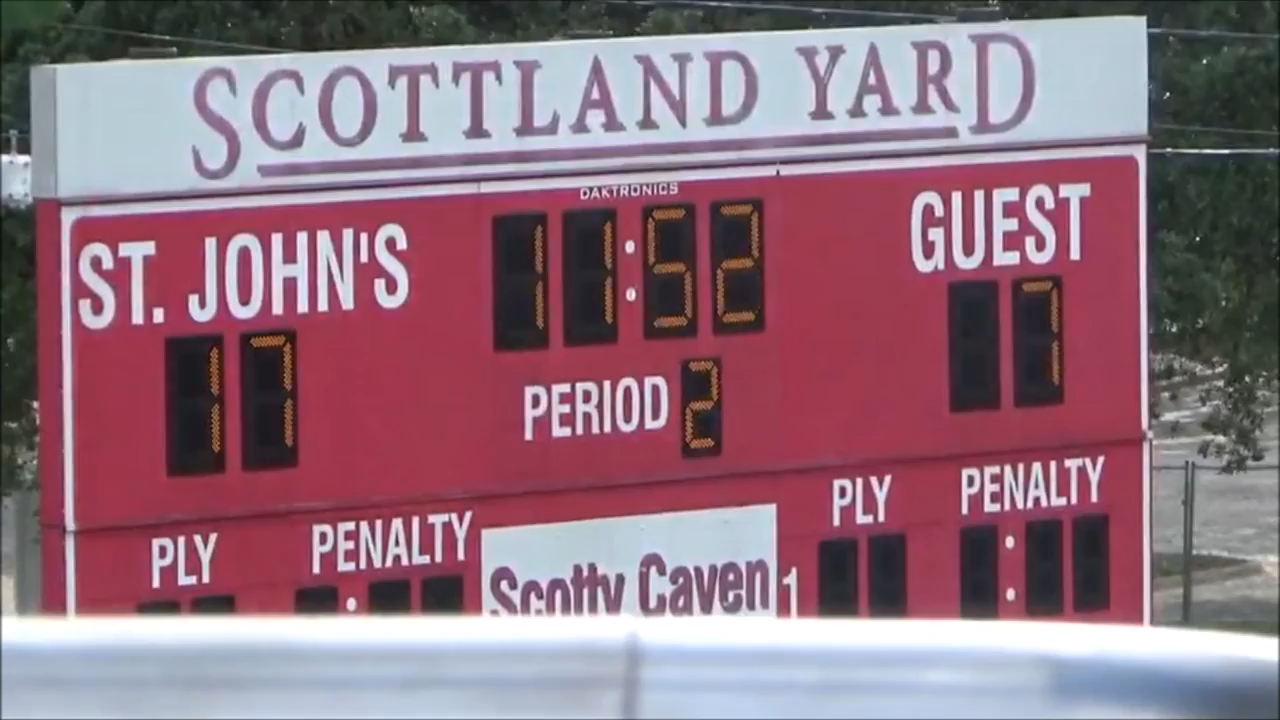 SCOTTLAND YARD
DAKTRONICS
ST. JOHN'S 11:52 GUEST
17 7
PERIOD 2
PLY PENALTY PLY PENALTY
Scotty Caven 1